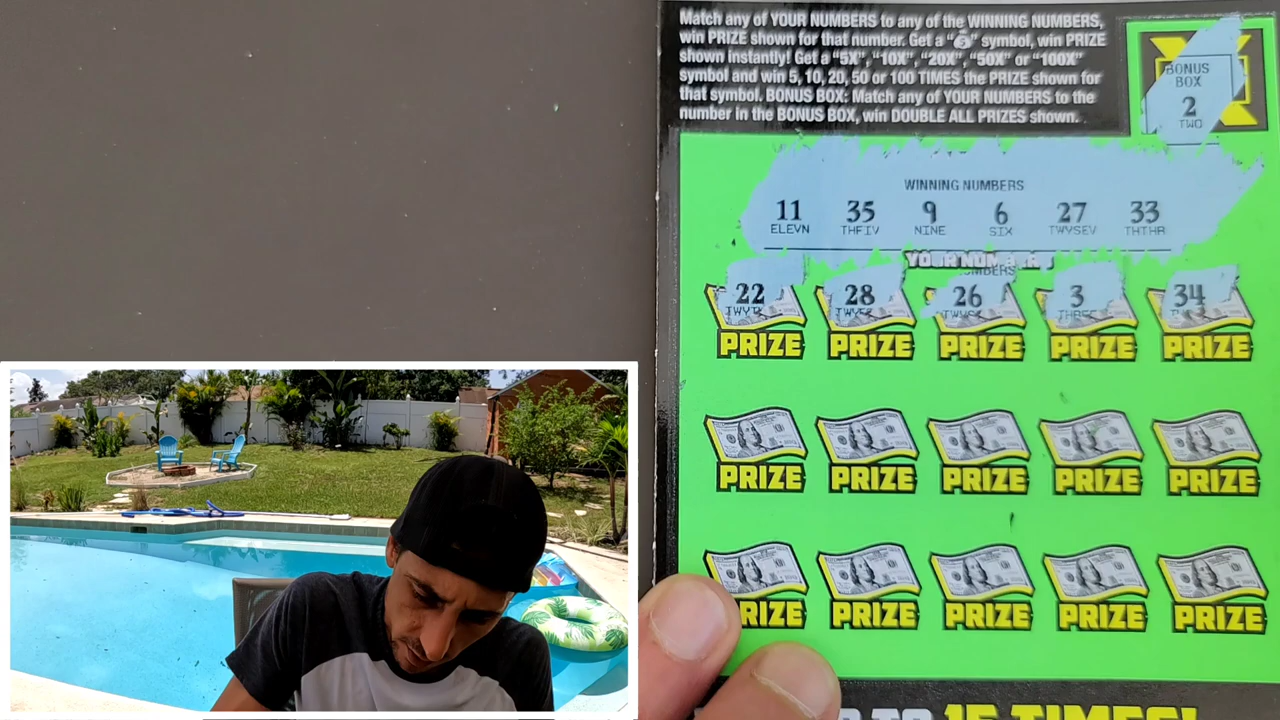 Match any of YOUR NUMBERS to any of the WINNING NUMBERS,
win PRIZE shown for that number. Get a "$" symbol, win PRIZE
shown instantly! Get a "5X", "10X", "20X", "50X" or "100X"
symbol and win 5, 10, 20, 50 or 100 TIMES the PRIZE shown for
that symbol. BONUS BOX: Match any of YOUR NUMBERS to the
number in the BONUS BOX, win DOUBLE ALL PRIZES shown.
BONUS
BOX
2
TWO
WINNING NUMBERS
11 35 9 6 27 33
ELEVN THFIV NINE SIX TWYSEV THTHR
YOUR NUMBERS
22 28 26 3 34
PRIZE PRIZE PRIZE PRIZE PRIZE
PRIZE PRIZE PRIZE PRIZE PRIZE
PRIZE PRIZE PRIZE PRIZE PRIZE
TO 15 TIMES!